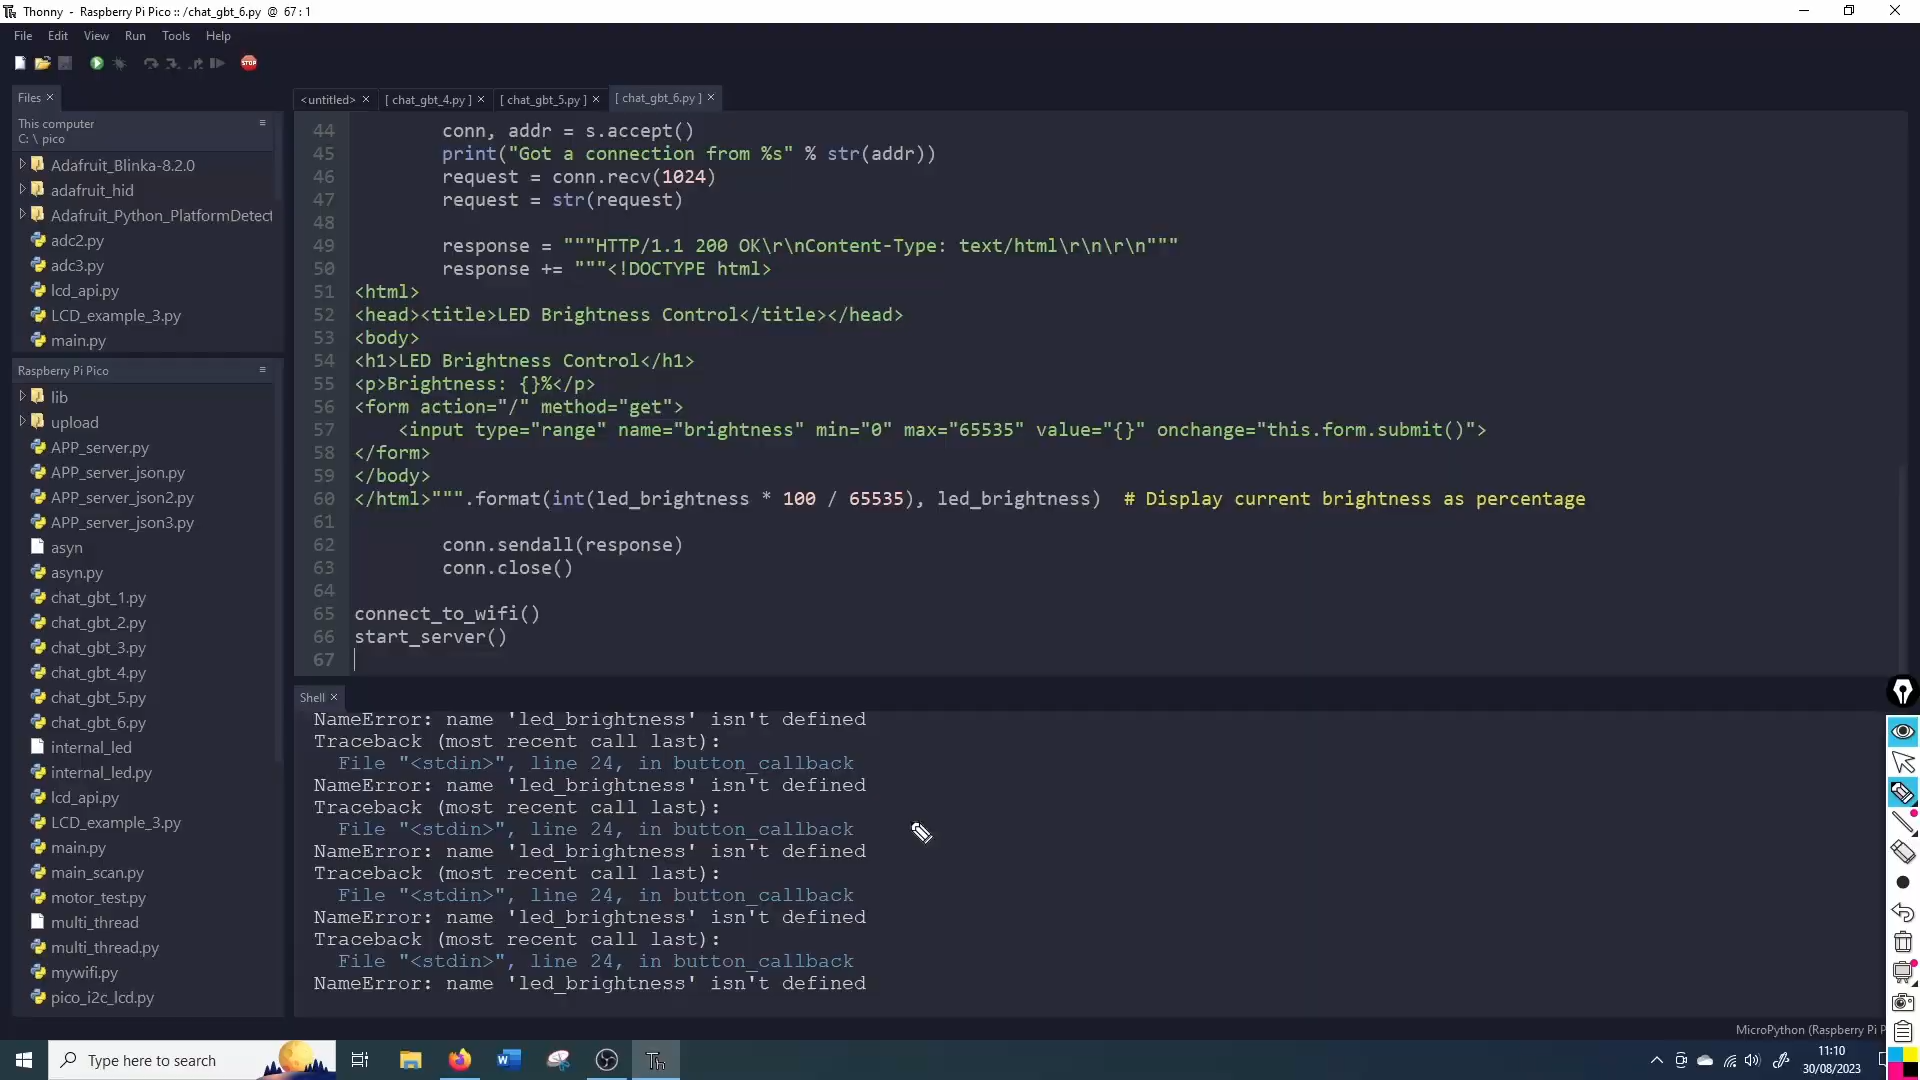 Thonny - Raspberry Pi Pico :: /chat_gbt_6.py @ 67 : 1
File Edit View Run Tools Help
STOP
Files
This computer
C: \ pico
Adafruit_Blinka-8.2.0
adafruit_hid
Adafruit_Python_PlatformDetect
adc2.py
adc3.py
lcd_api.py
LCD_example_3.py
main.py
Raspberry Pi Pico
lib
upload
APP_server.py
APP_server_json.py
APP_server_json2.py
APP_server_json3.py
asyn
asyn.py
chat_gbt_1.py
chat_gbt_2.py
chat_gbt_3.py
chat_gbt_4.py
chat_gbt_5.py
chat_gbt_6.py
internal_led
internal_led.py
lcd_api.py
LCD_example_3.py
main.py
main_scan.py
motor_test.py
multi_thread
multi_thread.py
mywifi.py
pico_i2c_lcd.py
<untitled> [ chat_gbt_4.py ] [ chat_gbt_5.py ] [ chat_gbt_6.py ]
44 conn, addr = s.accept()
45 print("Got a connection from %s" % str(addr))
46 request = conn.recv(1024)
47 request = str(request)
48
49 response = """HTTP/1.1 200 OK\r\nContent-Type: text/html\r\n\r\n"""
50 response += """<!DOCTYPE html>
51 <html>
52 <head><title>LED Brightness Control</title></head>
53 <body>
54 <h1>LED Brightness Control</h1>
55 <p>Brightness: {}%</p>
56 <form action="/" method="get">
57 <input type="range" name="brightness" min="0" max="65535" value="{}" onchange="this.form.submit()">
58 </form>
59 </body>
60 </html>""".format(int(led_brightness * 100 / 65535), led_brightness) # Display current brightness as percentage
61
62 conn.sendall(response)
63 conn.close()
64
65 connect_to_wifi()
66 start_server()
67
Shell
NameError: name 'led_brightness' isn't defined
Traceback (most recent call last):
File "<stdin>", line 24, in button_callback
NameError: name 'led_brightness' isn't defined
Traceback (most recent call last):
File "<stdin>", line 24, in button_callback
NameError: name 'led_brightness' isn't defined
Traceback (most recent call last):
File "<stdin>", line 24, in button_callback
NameError: name 'led_brightness' isn't defined
Traceback (most recent call last):
File "<stdin>", line 24, in button_callback
NameError: name 'led_brightness' isn't defined
MicroPython (Raspberry Pi P
Type here to search
11:10
30/08/2023